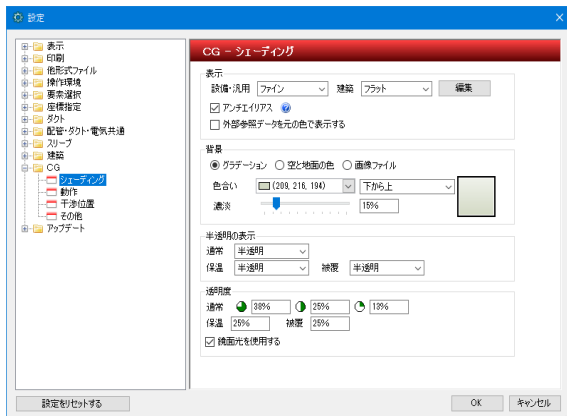 設定
表示
印刷
他形式ファイル
操作環境
要素選択
座標指定
ダクト
配管・ダクト・電気共通
スリーブ
建築
CG
シェーディング
動作
干渉位置
その他
アップデート
CG - シェーディング
表示
設備・汎用 ファイン 建築 フラット 編集
アンチエイリアス
外部参照データを元の色で表示する
背景
グラデーション 空と地面の色 画像ファイル
色合い (209, 216, 194) 下から上
濃淡 15%
半透明の表示
通常 半透明
保温 半透明 被覆 半透明
透明度
通常 38% 25% 13%
保温 25% 被覆 25%
鏡面光を使用する
設定をリセットする OK キャンセル